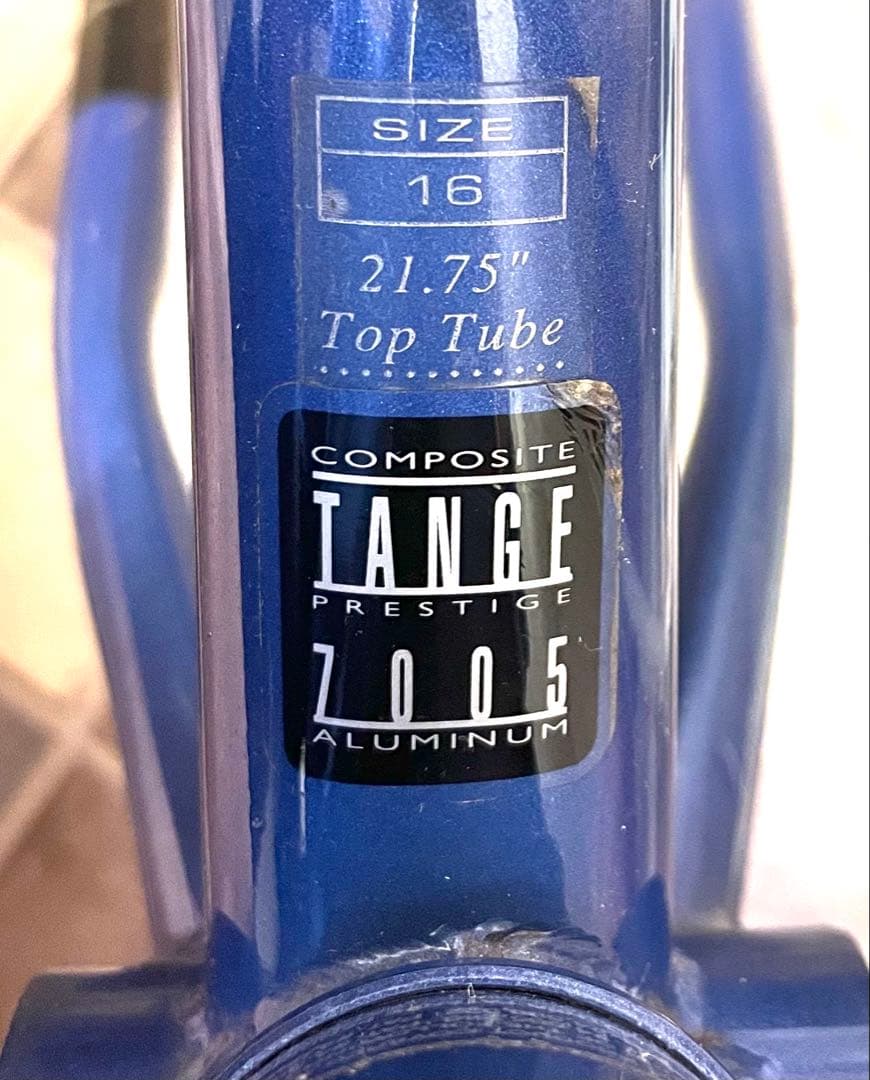 SIZE
16
21.75"
Top Tube
COMPOSITE
TANGE
PRESTIGE
7005
ALUMINUM